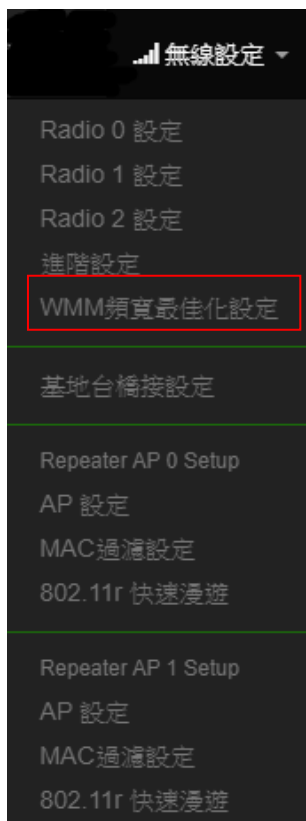 無線設定
Radio 0 設定
Radio 1 設定
Radio 2 設定
進階設定
WMM頻寬最佳化設定
基地台橋接設定
Repeater AP 0 Setup
AP 設定
MAC過濾設定
802.11r 快速漫遊
Repeater AP 1 Setup
AP 設定
MAC過濾設定
802.11r 快速漫遊